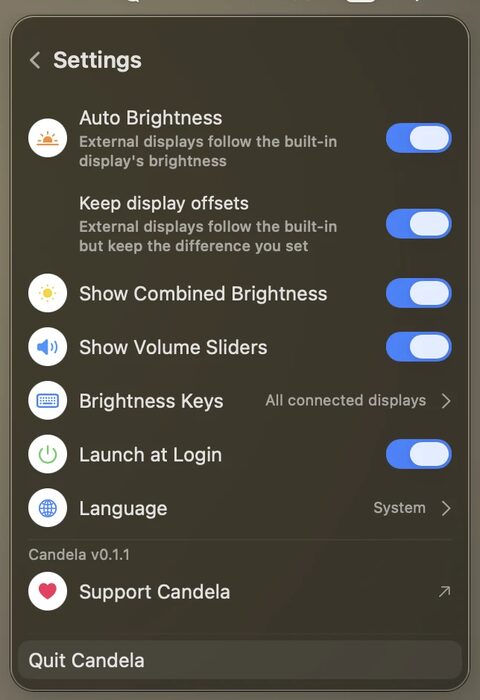 Settings
Auto Brightness
External displays follow the built-in
display's brightness
Keep display offsets
External displays follow the built-in
but keep the difference you set
Show Combined Brightness
Show Volume Sliders
Brightness Keys All connected displays
Launch at Login
Language System
Candela v0.1.1
Support Candela
Quit Candela